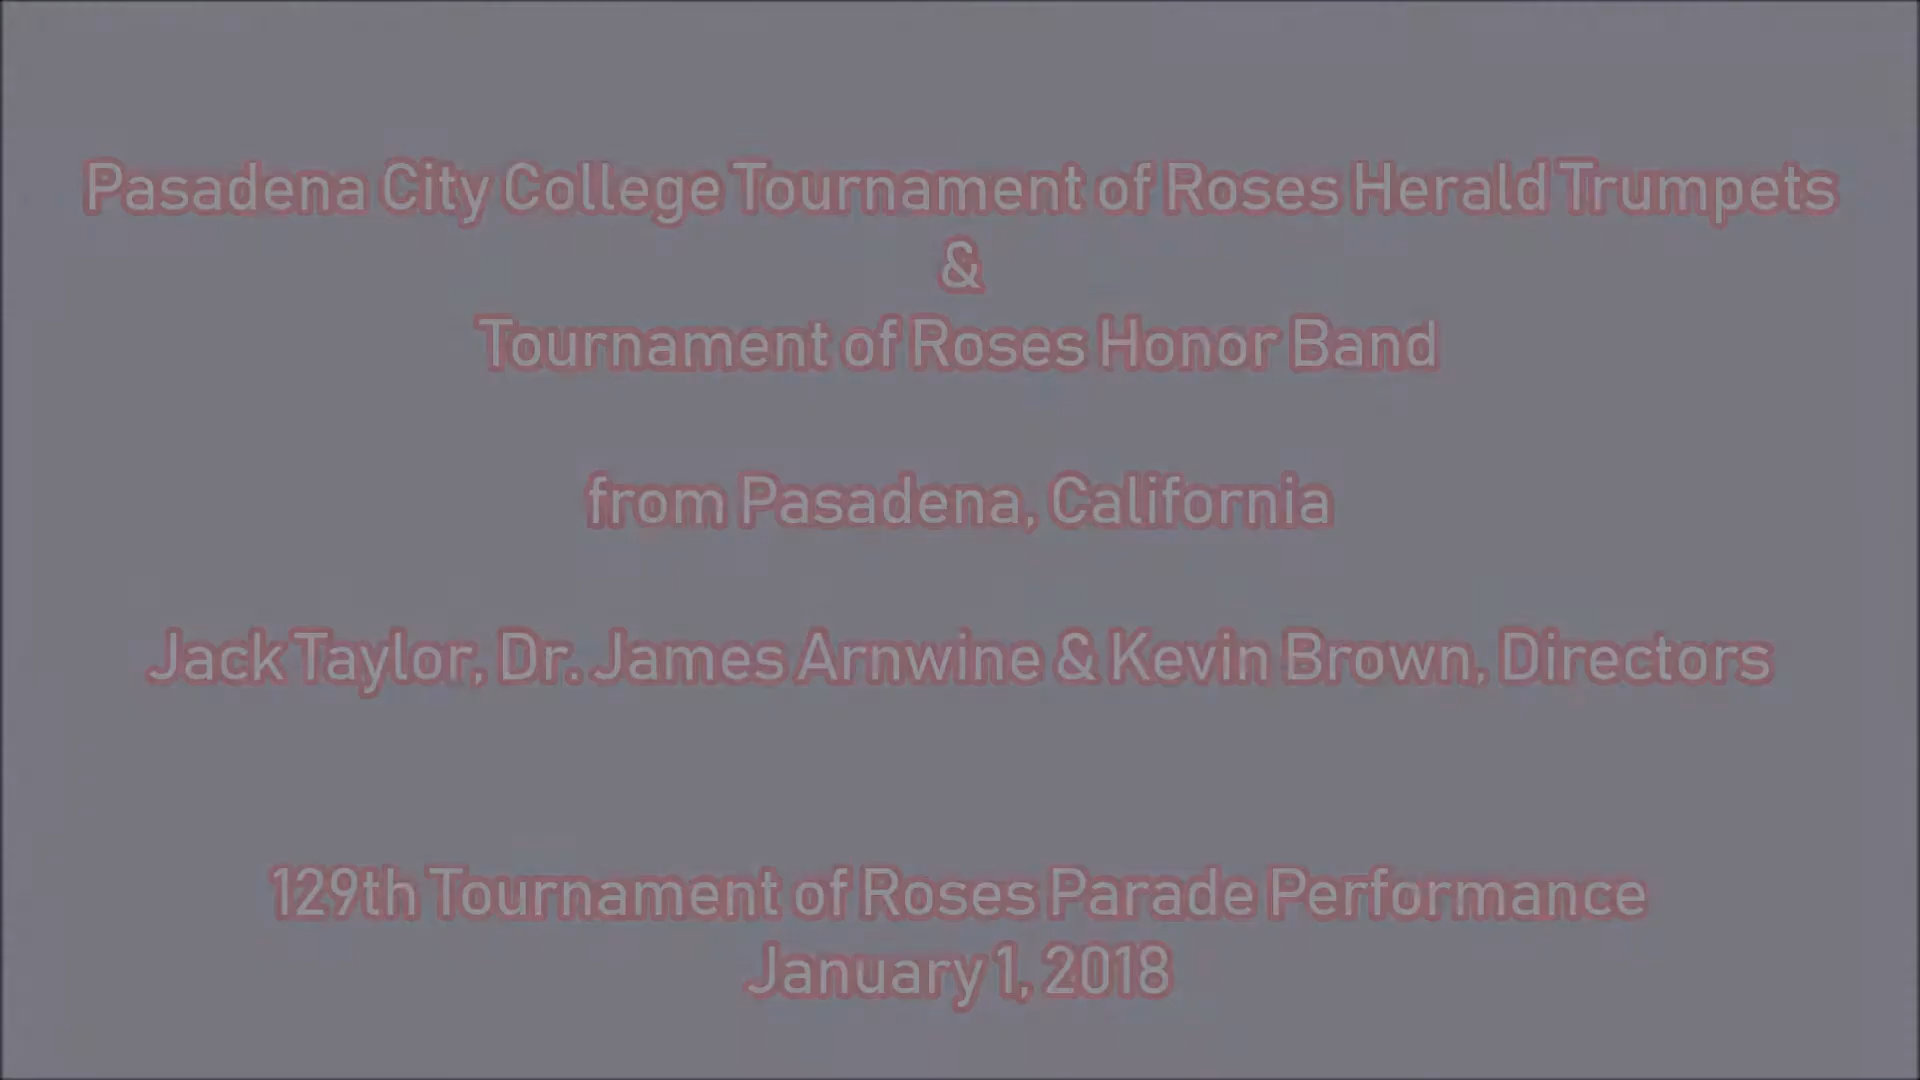 Pasadena City College Tournament of Roses Herald Trumpets
&
Tournament of Roses Honor Band
from Pasadena, California
Jack Taylor, Dr. James Arnwine & Kevin Brown, Directors
129th Tournament of Roses Parade Performance
January 1, 2018